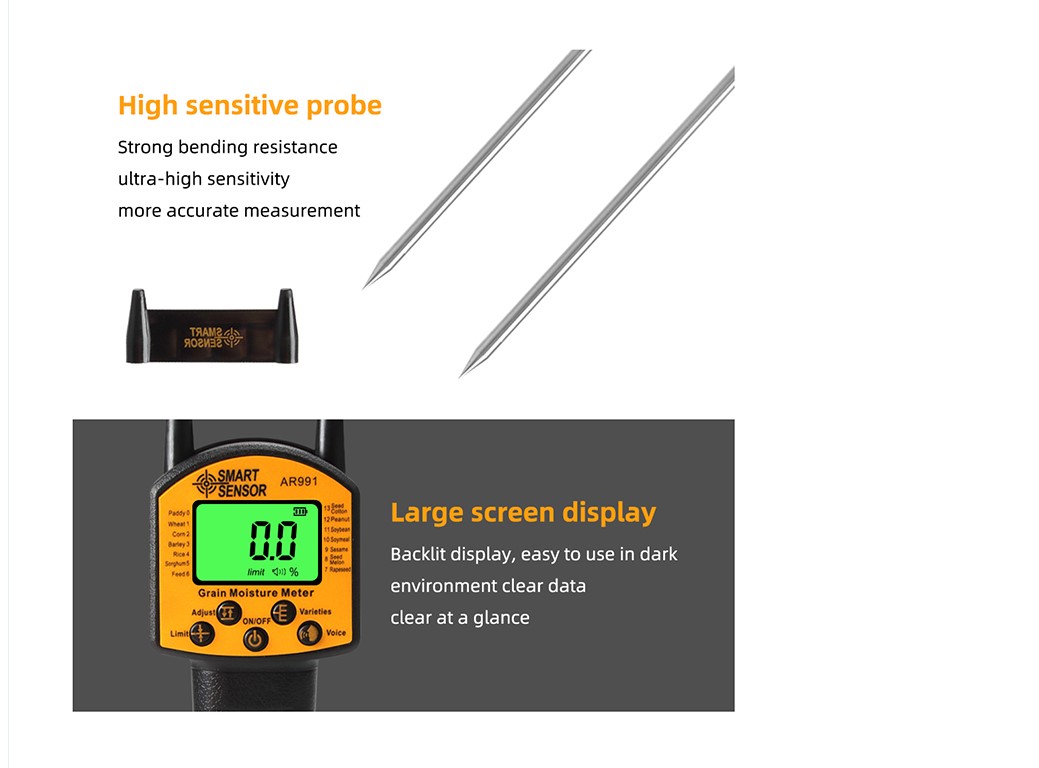 High sensitive probe
Strong bending resistance
ultra-high sensitivity
more accurate measurement
SMART
SENSOR
SMART
SENSOR
AR991
Paddy 0
Wheat 1
Corn 2
Barley 3
Rice 4
Sorghum 5
Feed 6
13 Seed Cotton
12 Peanut
11 Soybean
10 Soymeal
9 Sesame
8 Seed Melon
7 Rapeseed
0.0
limit %
Grain Moisture Meter
Adjust
Varieties
ON/OFF
Limit
Voice
Large screen display
Backlit display, easy to use in dark
environment clear data
clear at a glance